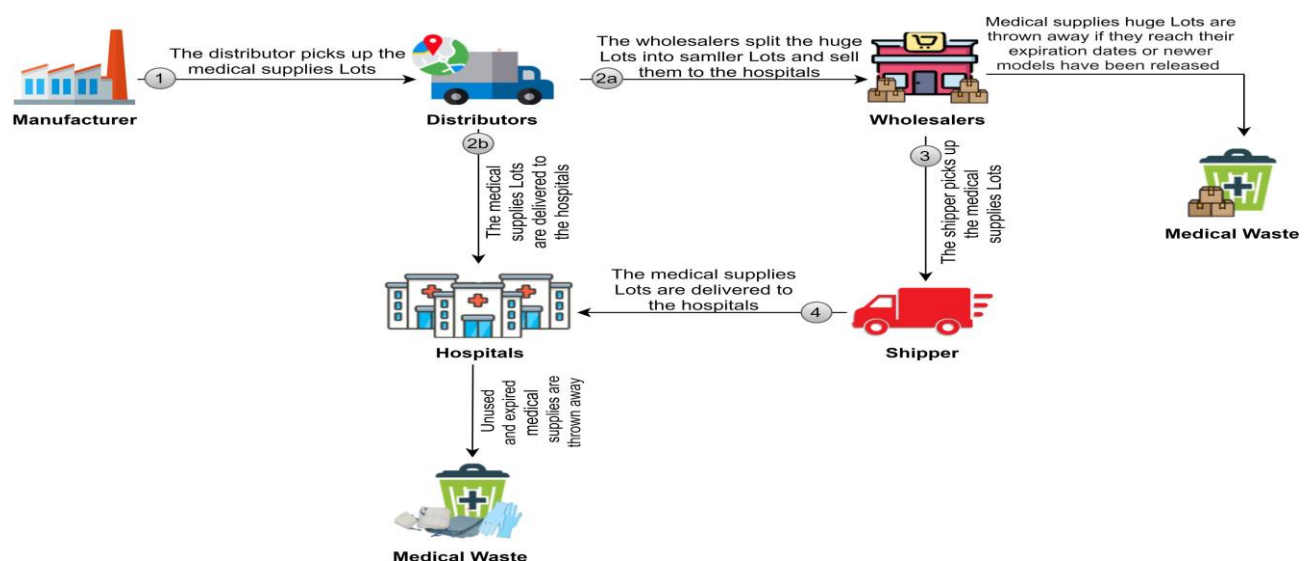 The distributor picks up the
medical supplies Lots
1
Manufacturer
Distributors
The wholesalers split the huge
Lots into samller Lots and sell
them to the hospitals
2a
Wholesalers
Medical supplies huge Lots are
thrown away if they reach their
expiration dates or newer
models have been released
Medical Waste
2b
The medical
supplies Lots
are delivered to
the hospitals
3
The shipper picks up
the medical
supplies Lots
Hospitals
The medical supplies
Lots are delivered to
the hospitals
4
Shipper
Unused
and expired
medical
supplies are
thrown away
Medical Waste